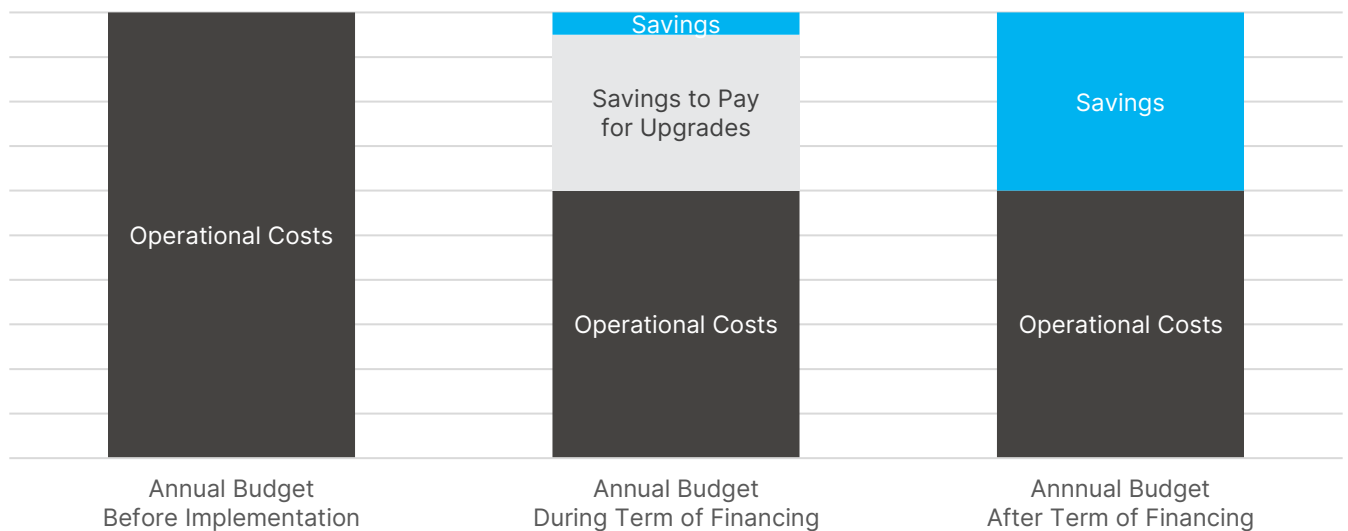 Savings
Savings to Pay
for Upgrades
Savings
Operational Costs
Operational Costs
Operational Costs
Annual Budget
Before Implementation
Annual Budget
During Term of Financing
Annnual Budget
After Term of Financing